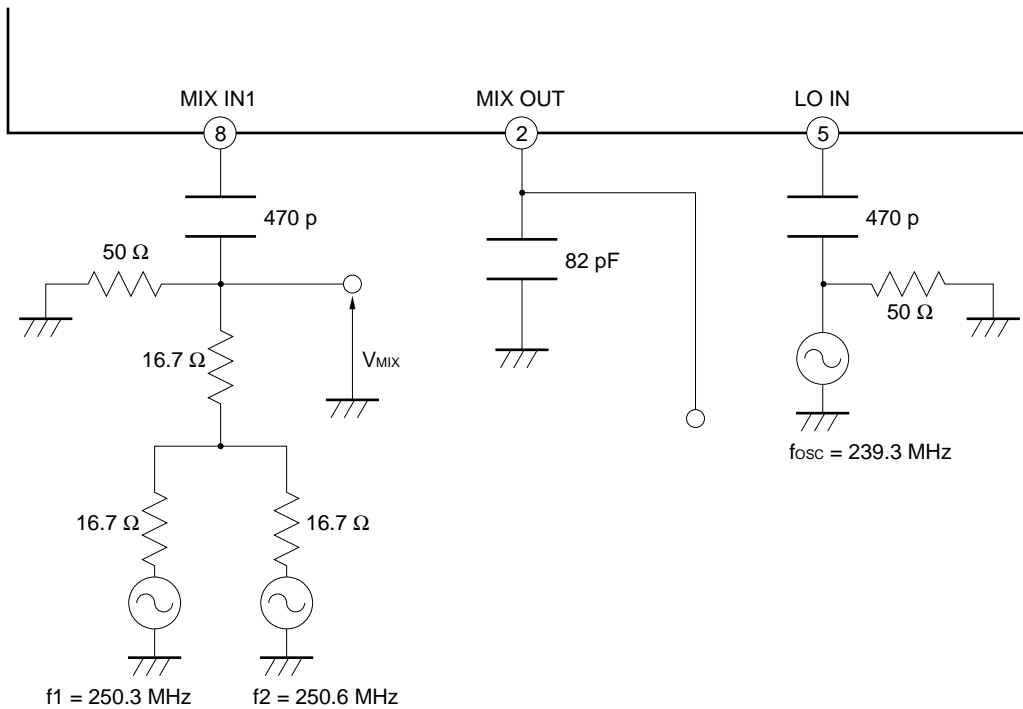 MIX IN1
MIX OUT
LO IN
8
2
5
470 p
50 Ω
82 pF
470 p
50 Ω
16.7 Ω
VMIX
fOSC = 239.3 MHz
16.7 Ω
16.7 Ω
f1 = 250.3 MHz
f2 = 250.6 MHz